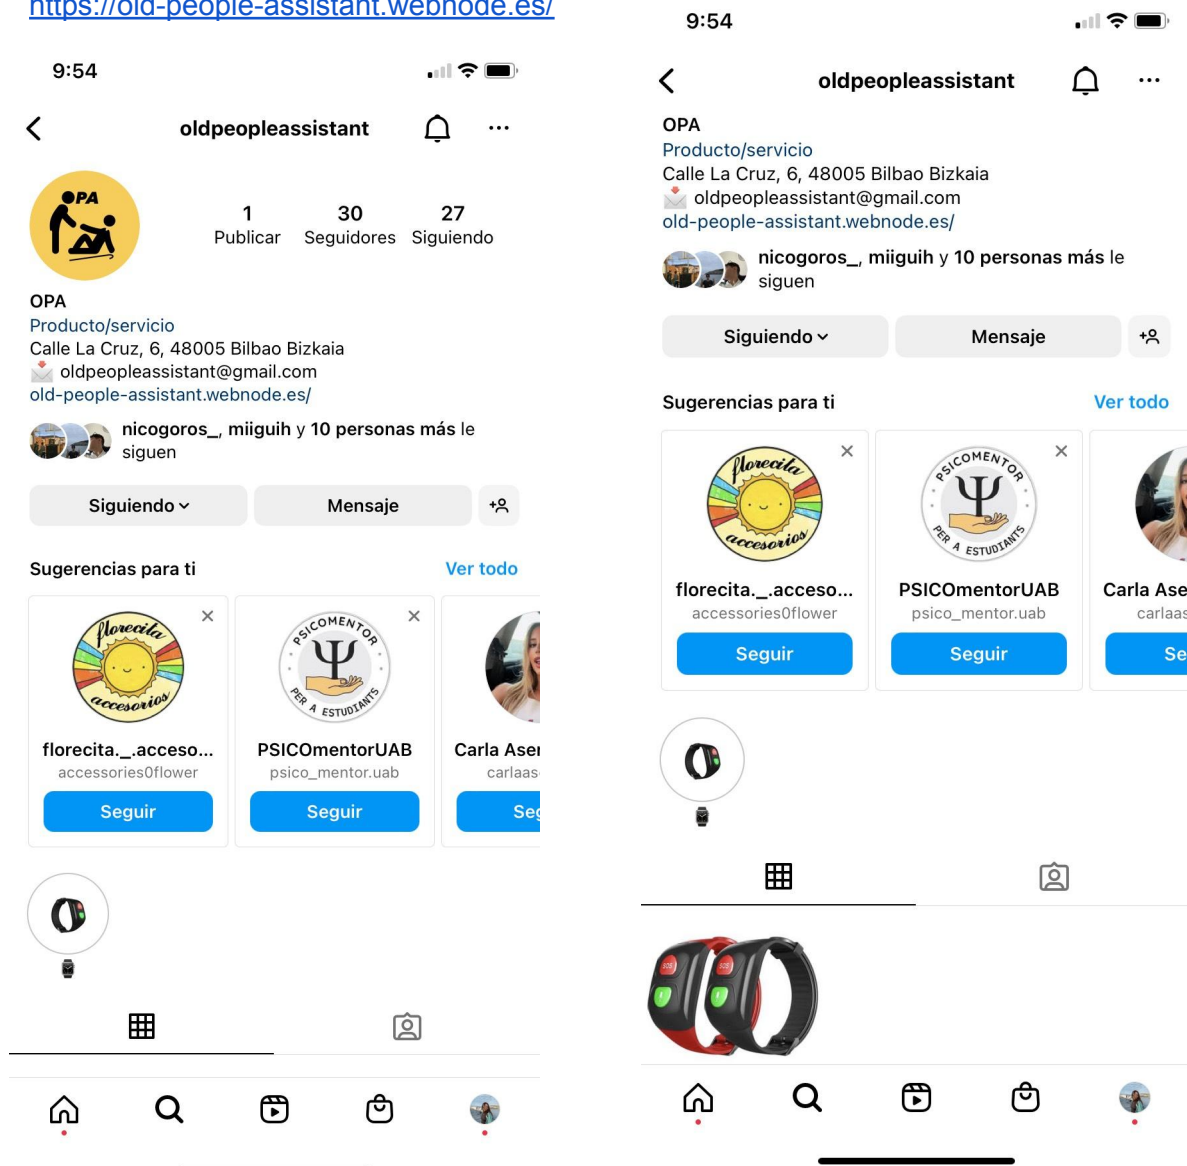 https://old-people-assistant.webnode.es/
9:54
oldpeopleassistant
OPA
1
30
27
Publicar
Seguidores
Siguiendo
OPA
Producto/servicio
Calle La Cruz, 6, 48005 Bilbao Bizkaia
oldpeopleassistant@gmail.com
old-people-assistant.webnode.es/
nicogoros_, miiguih y 10 personas más le
siguen
Siguiendo
Mensaje
Sugerencias para ti
Ver todo
florecita
accesorios
PSICOMENTOR
PER A ESTUDIANTS
florecita._.acceso...
PSICOmentorUAB
Carla Aser
accessories0flower
psico_mentor.uab
carlaas
Seguir
Seguir
Seg
9:54
oldpeopleassistant
OPA
Producto/servicio
Calle La Cruz, 6, 48005 Bilbao Bizkaia
oldpeopleassistant@gmail.com
old-people-assistant.webnode.es/
nicogoros_, miiguih y 10 personas más le
siguen
Siguiendo
Mensaje
Sugerencias para ti
Ver todo
florecita
accesorios
PSICOMENTOR
PER A ESTUDIANTS
florecita._.acceso...
PSICOmentorUAB
Carla Ase
accessories0flower
psico_mentor.uab
carlaas
Seguir
Seguir
Se
SOS
SOS